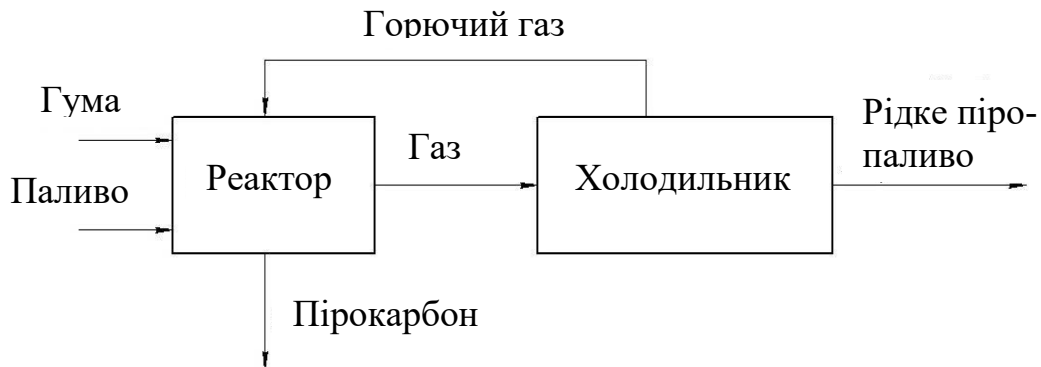 Горючий газ
Гума
Паливо
Реактор
Газ
Холодильник
Рідке піро-
паливо
Пірокарбон